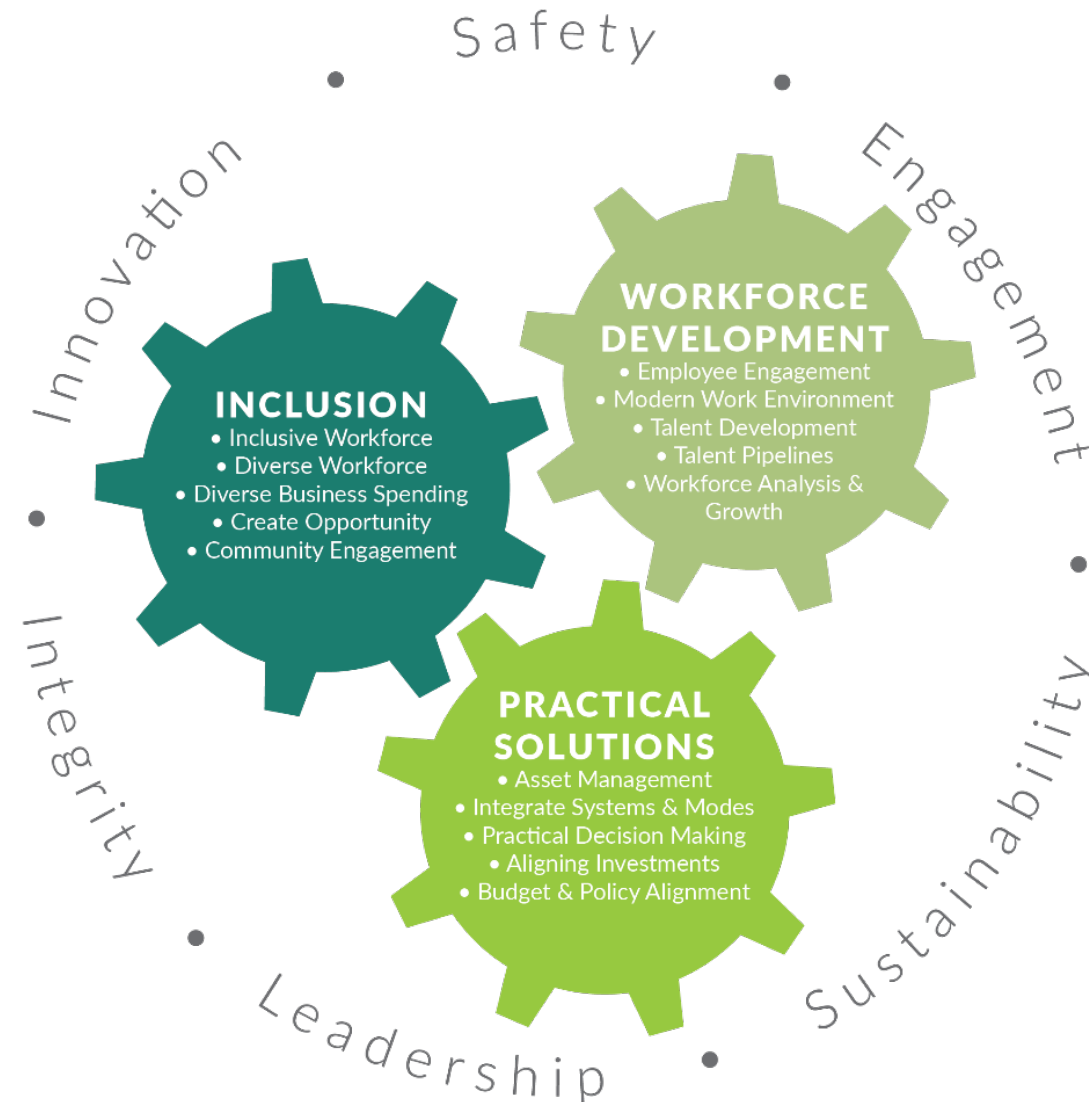 Safety
Engagement
Sustainability
Leadership
Integrity
Innovation
INCLUSION
• Inclusive Workforce
• Diverse Workforce
• Diverse Business Spending
• Create Opportunity
• Community Engagement
WORKFORCE
DEVELOPMENT
• Employee Engagement
• Modern Work Environment
• Talent Development
• Talent Pipelines
• Workforce Analysis &
Growth
PRACTICAL
SOLUTIONS
• Asset Management
• Integrate Systems & Modes
• Practical Decision Making
• Aligning Investments
• Budget & Policy Alignment